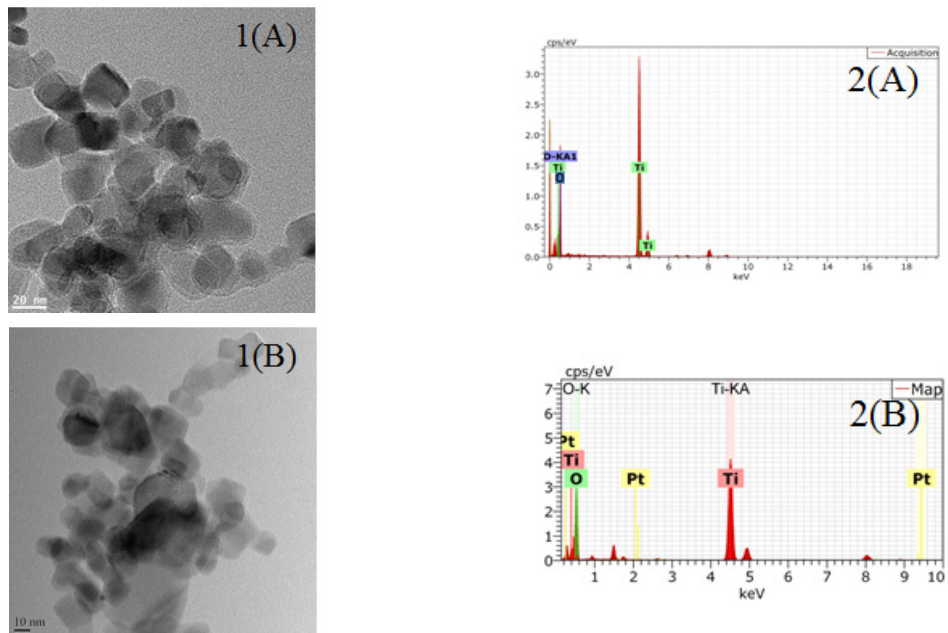 1(A)
20 nm
cps/eV
Acquisition
2(A)
3.0
2.5
2.0
1.5
1.0
0.5
0.0
O-KA1
Ti
O
Ti
Ti
0 2 4 6 8 10 12 14 16 18
keV
1(B)
10 nm
cps/eV
7
6
5
4
3
2
1
0
O-K
Ti-KA
Map
2(B)
Pt
Ti
O
Pt
Ti
Pt
1 2 3 4 5 6 7 8 9 10
keV